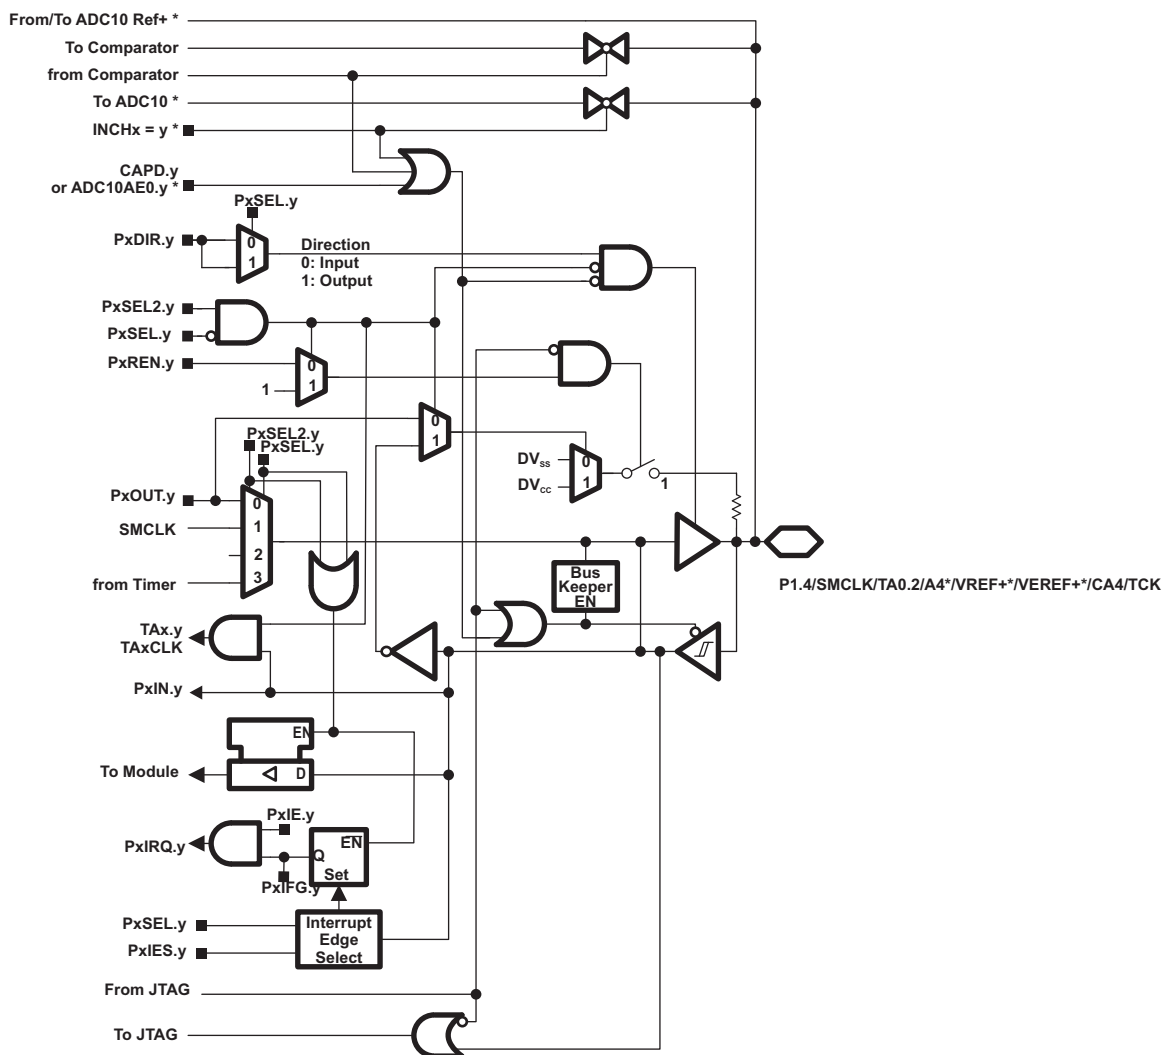 From/To ADC10 Ref+ *
To Comparator
from Comparator
To ADC10 *
INCHx = y *
CAPD.y
or ADC10AE0.y *
PxSEL.y
PxDIR.y
0
1
Direction
0: Input
1: Output
PxSEL2.y
PxSEL.y
PxREN.y
0
1
1
0
1
PxSEL2.y
PxSEL.y
DVSS
0
DVCC
1
1
PxOUT.y
0
SMCLK
1
2
from Timer
3
Bus
Keeper
EN
P1.4/SMCLK/TA0.2/A4*/VREF+*/VEREF+*/CA4/TCK
TAx.y
TAxCLK
PxIN.y
EN
To Module
D
PxIE.y
PxIRQ.y
EN
Q
Set
PxIFG.y
PxSEL.y
PxIES.y
Interrupt
Edge
Select
From JTAG
To JTAG